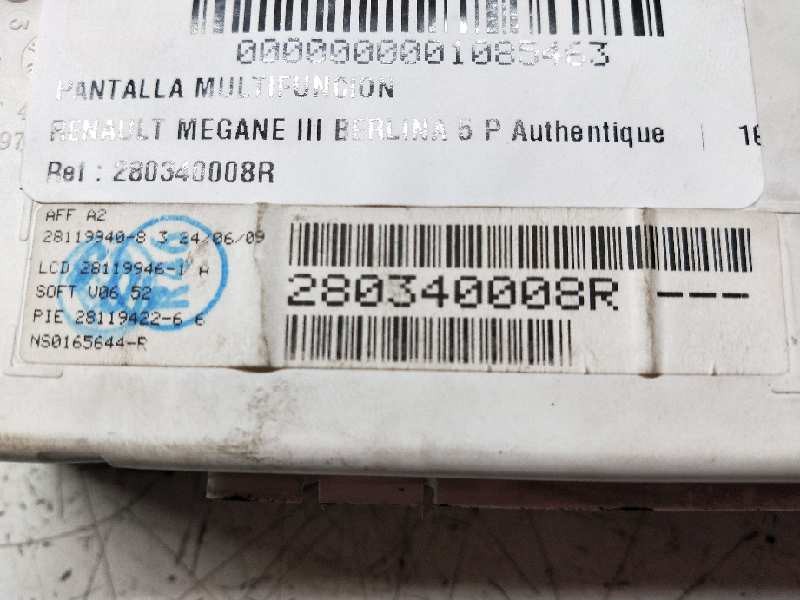 0000000001085463
PANTALLA MULTIFUNCION
RENAULT MEGANE III BERLINA 5 P Authentique | 16
Ref : 280340008R
AFF A2
28119940-8 3 24/06/09
LCD 28119946-1 A
SOFT V06 52
PIE 28119422-6 6
NS0165644-R
280340008R ---